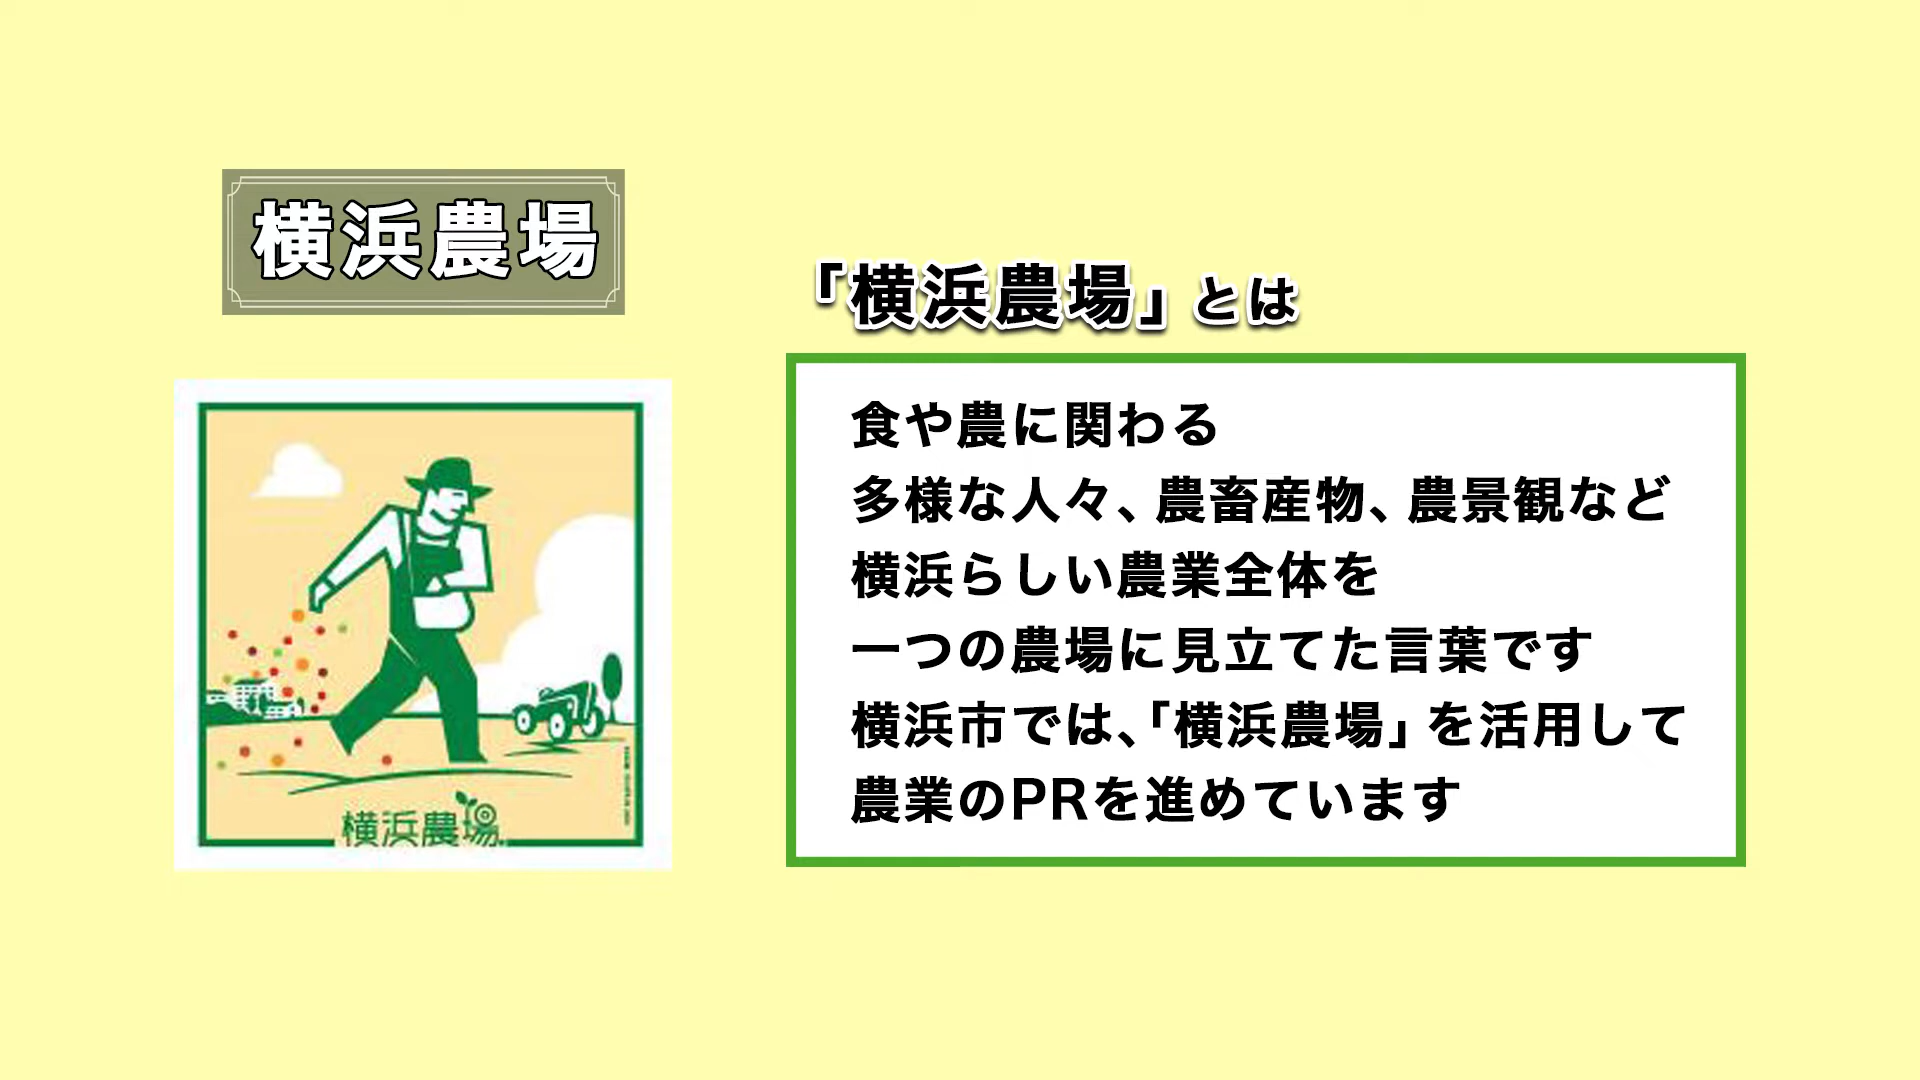 横浜農場
横浜農場
「横浜農場」とは
食や農に関わる
多様な人々、農畜産物、農景観など
横浜らしい農業全体を
一つの農場に見立てた言葉です
横浜市では、「横浜農場」を活用して
農業のPRを進めています